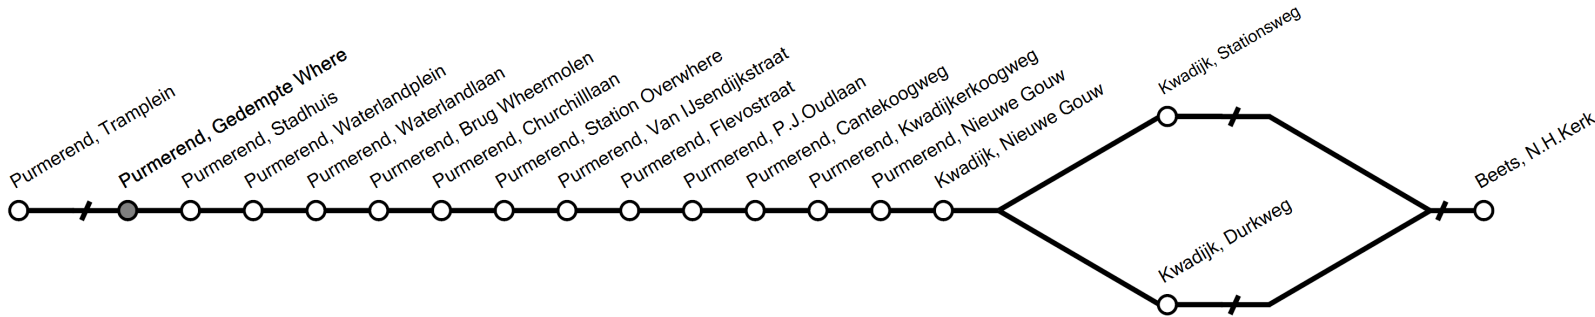 Purmerend, Tramplein
Purmerend, Gedempte Where
Purmerend, Stadhuis
Purmerend, Waterlandplein
Purmerend, Waterlandlaan
Purmerend, Brug Wheermolen
Purmerend, Churchilllaan
Purmerend, Station Overwhere
Purmerend, Van IJsendijkstraat
Purmerend, Flevostraat
Purmerend, P.J.Oudlaan
Purmerend, Cantekoogweg
Purmerend, Kwadijkerkoogweg
Purmerend, Nieuwe Gouw
Kwadijk, Nieuwe Gouw
Kwadijk, Stationsweg
Kwadijk, Durkweg
Beets, N.H.Kerk